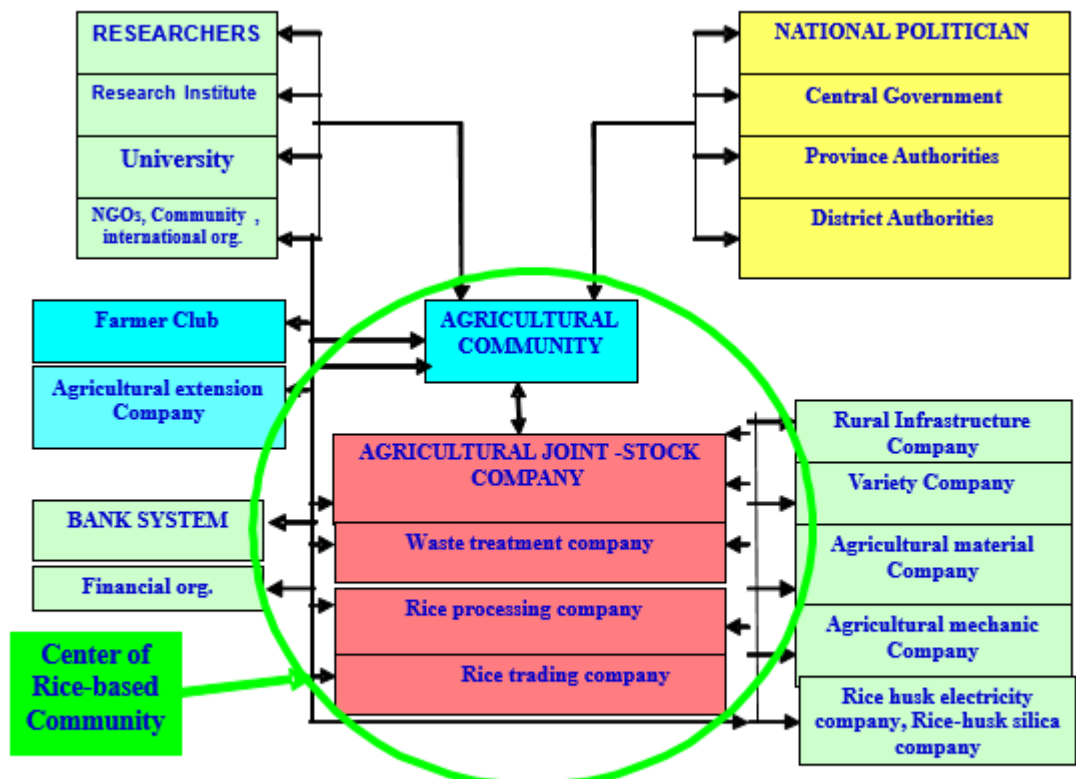 RESEARCHERS
Research Institute
University
NGOs, Community ,
international org.
NATIONAL POLITICIAN
Central Government
Province Authorities
District Authorities
Farmer Club
Agricultural extension
Company
AGRICULTURAL
COMMUNITY
AGRICULTURAL JOINT -STOCK
COMPANY
Waste treatment company
Rice processing company
Rice trading company
BANK SYSTEM
Financial org.
Center of
Rice-based
Community
Rural Infrastructure
Company
Variety Company
Agricultural material
Company
Agricultural mechanic
Company
Rice husk electricity
company, Rice-husk silica
company